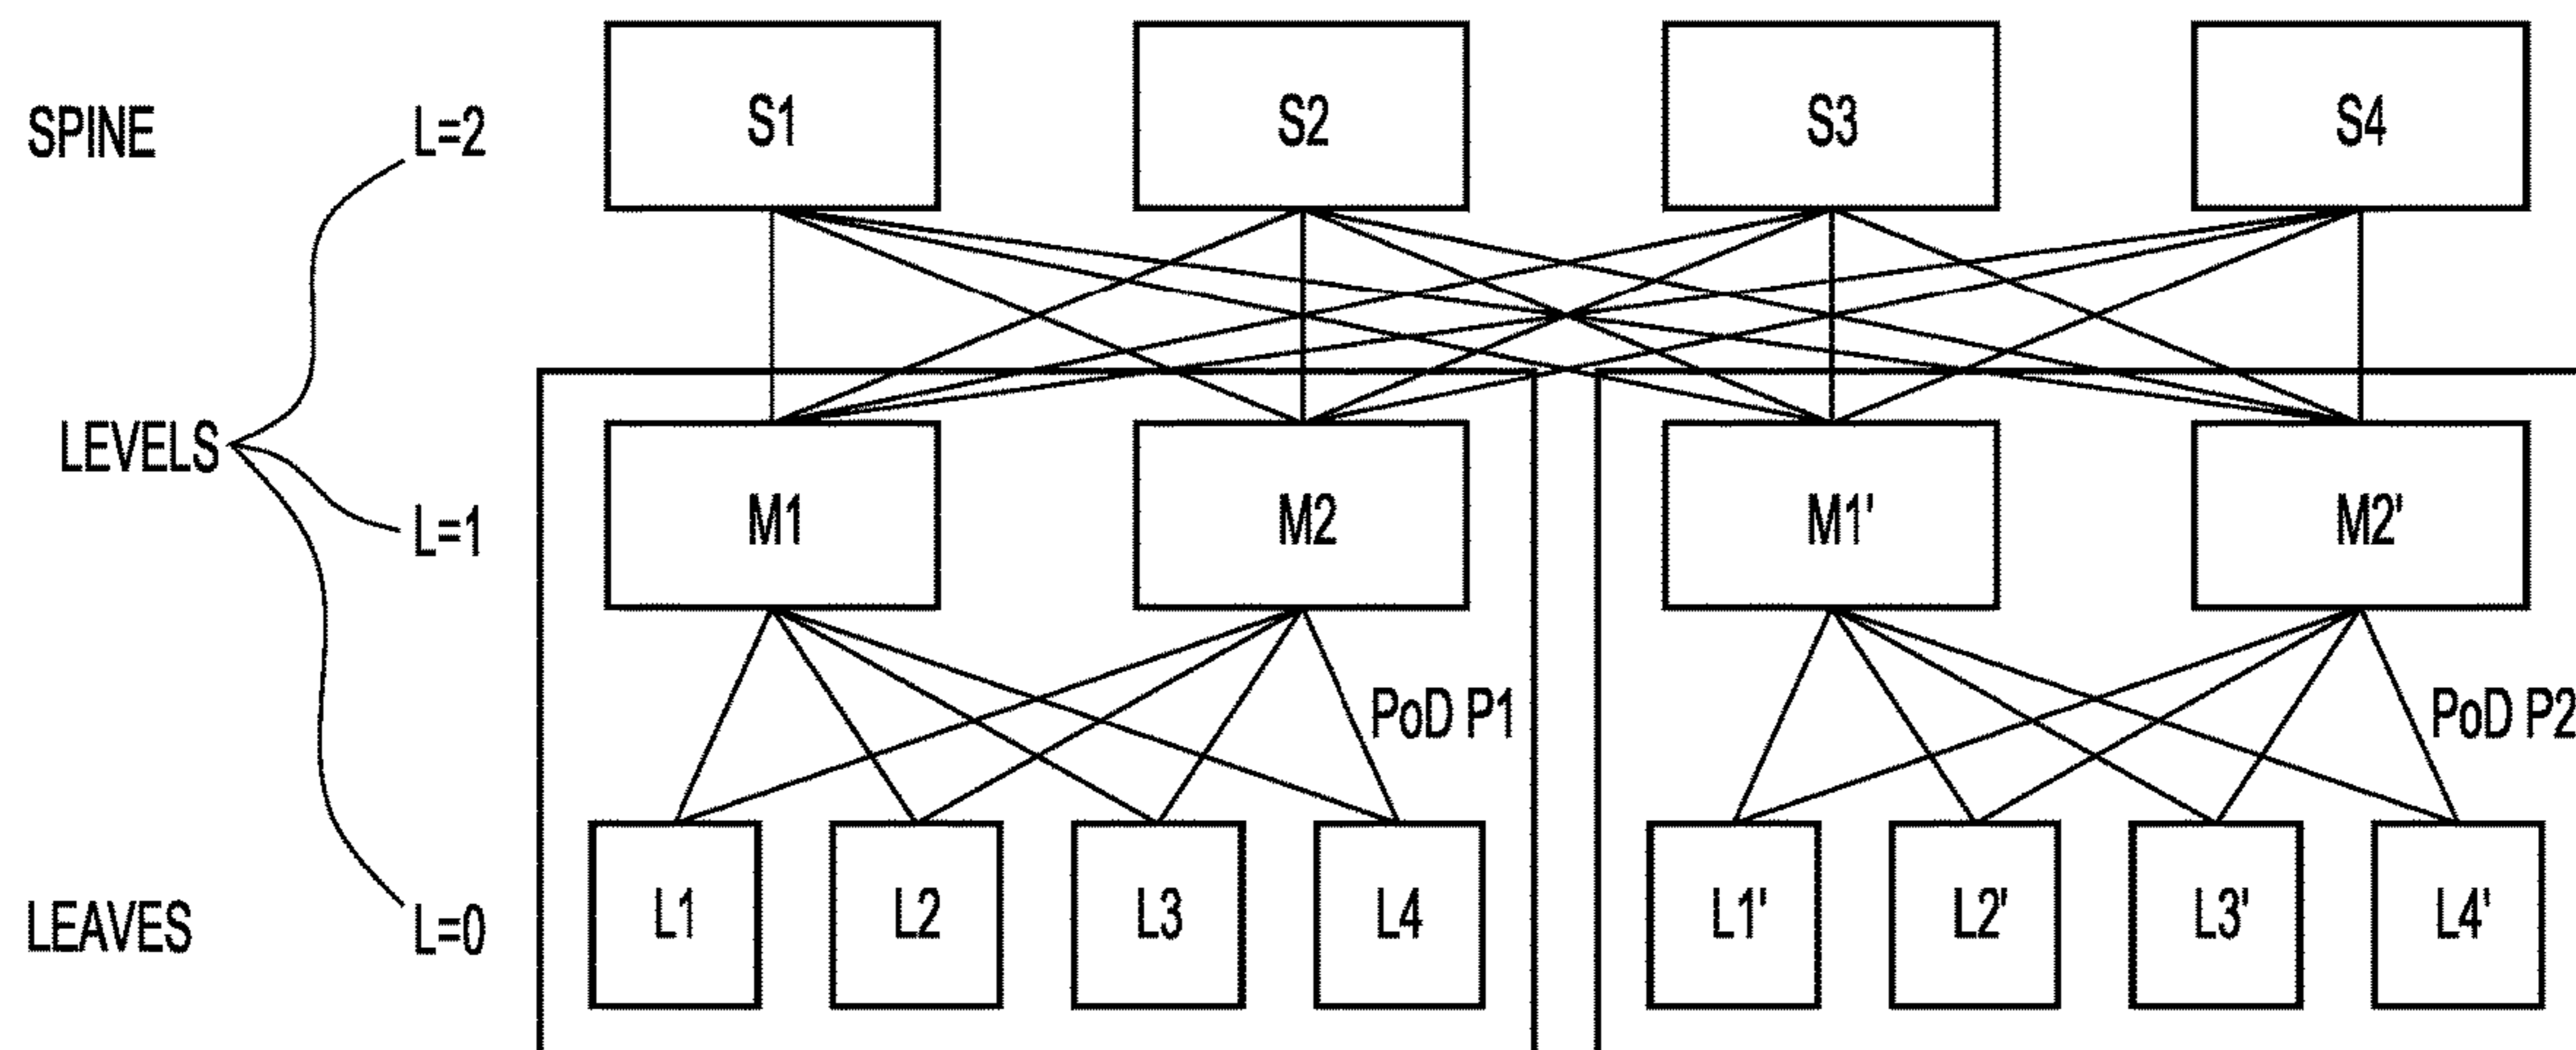 SPINE L=2 S1 S2 S3 S4
LEVELS
L=1 M1 M2 M1' M2'
PoD P1 PoD P2
LEAVES L=0 L1 L2 L3 L4 L1' L2' L3' L4'